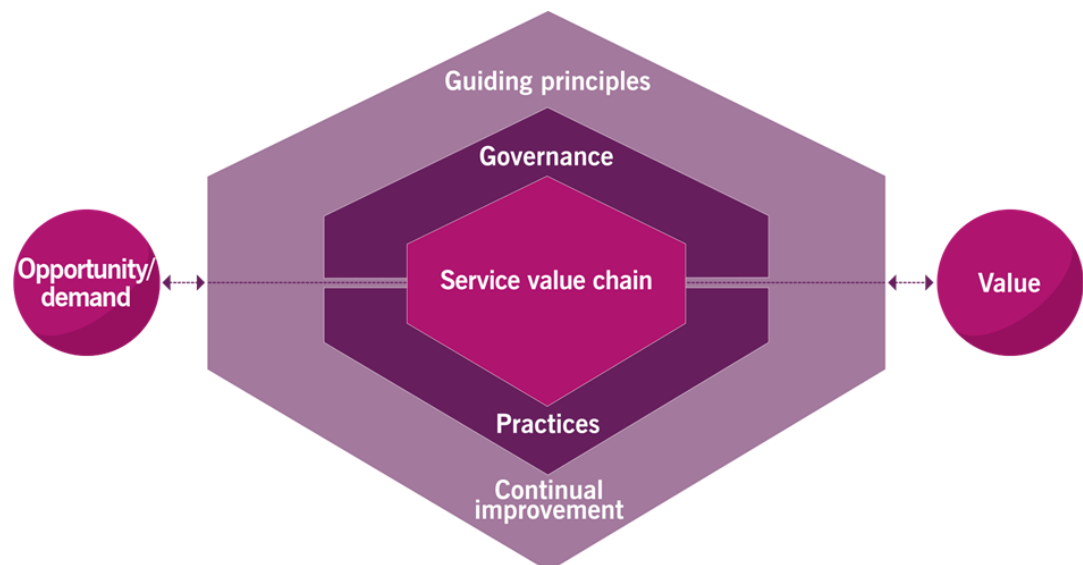 Guiding principles
Governance
Opportunity/
demand
Service value chain
Value
Practices
Continual
improvement